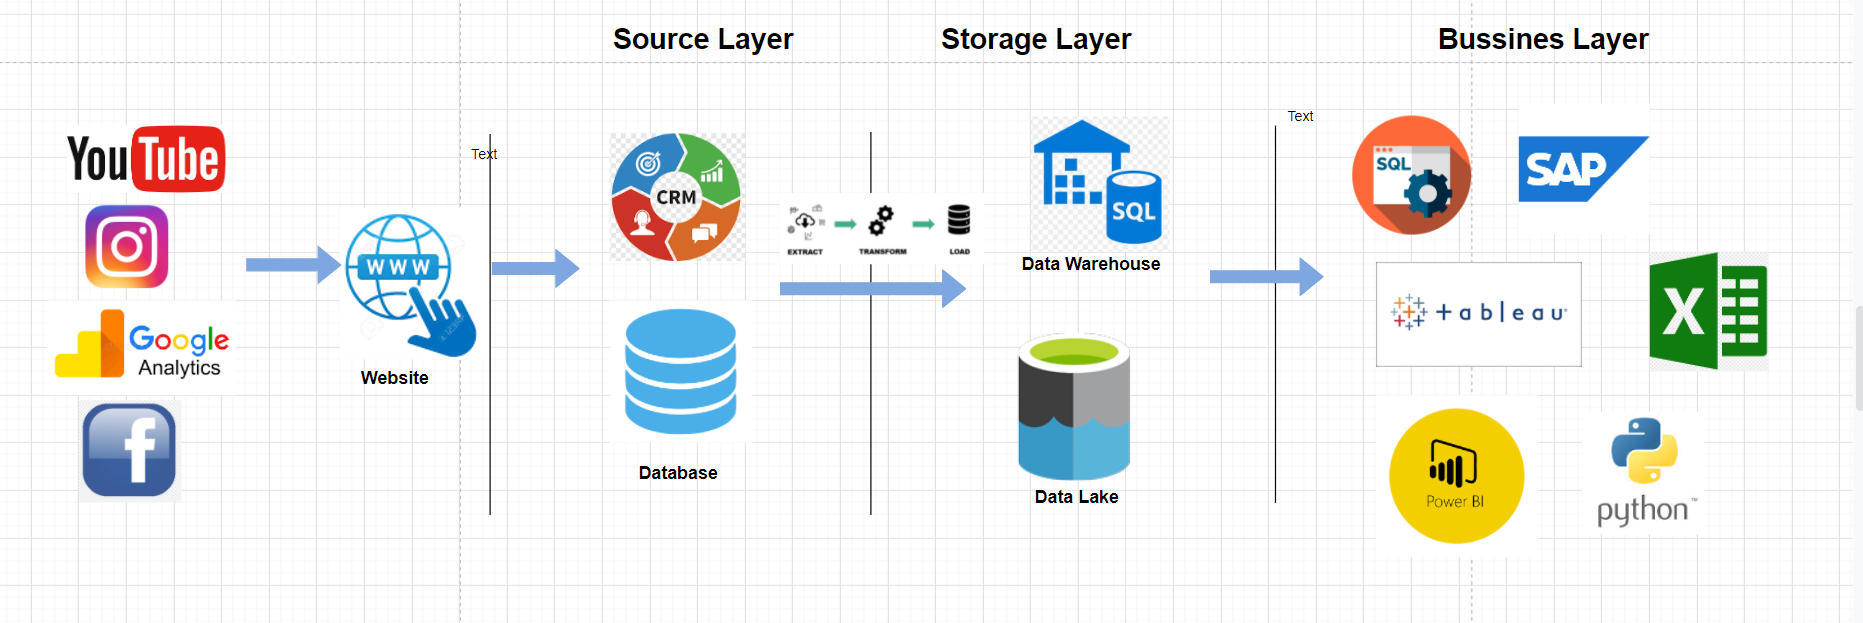 Source Layer
Storage Layer
Bussines Layer
YouTube
Google
Analytics
WWW
Website
Text
CRM
Database
EXTRACT
TRANSFORM
LOAD
SQL
Data Warehouse
Data Lake
Text
SQL
SAP
+ableau
X
Power BI
python™